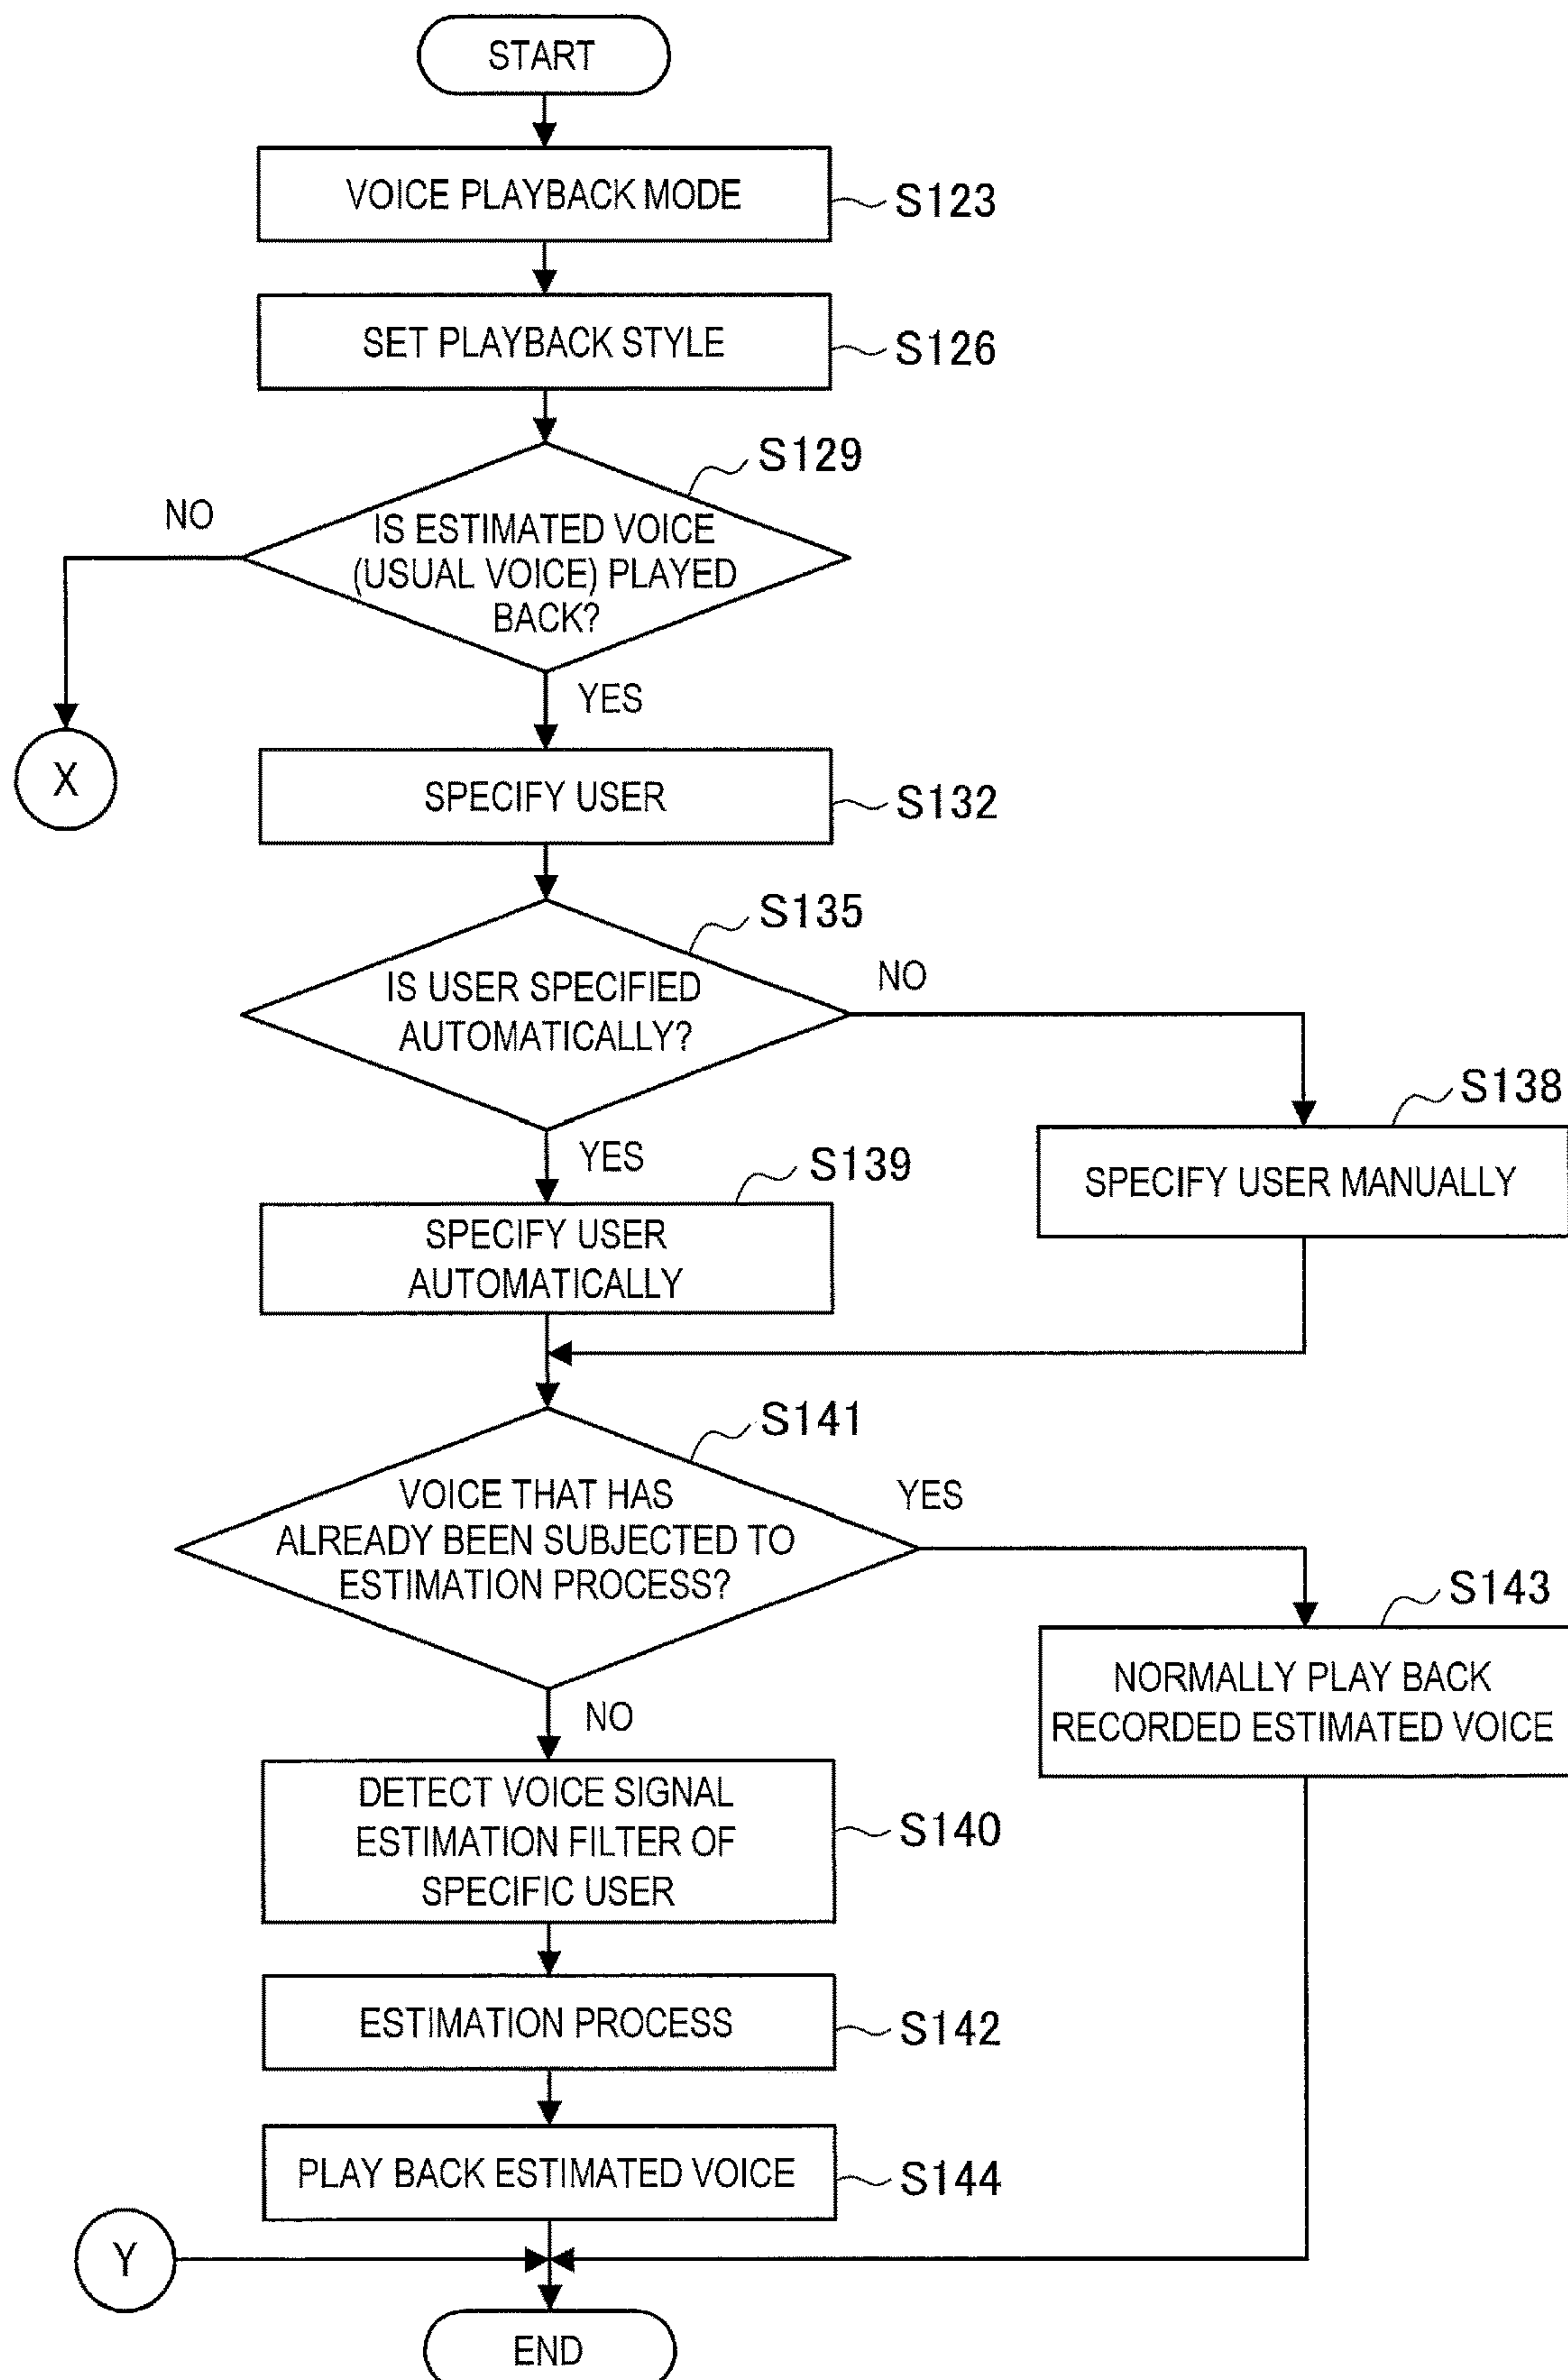 START
VOICE PLAYBACK MODE
S123
SET PLAYBACK STYLE
S126
S129
NO
IS ESTIMATED VOICE
(USUAL VOICE) PLAYED
BACK?
YES
X
SPECIFY USER
S132
S135
NO
IS USER SPECIFIED
AUTOMATICALLY?
S138
YES
S139
SPECIFY USER MANUALLY
SPECIFY USER
AUTOMATICALLY
S141
VOICE THAT HAS
YES
ALREADY BEEN SUBJECTED TO
ESTIMATION PROCESS?
S143
NORMALLY PLAY BACK
RECORDED ESTIMATED VOICE
NO
DETECT VOICE SIGNAL
ESTIMATION FILTER OF
SPECIFIC USER
S140
ESTIMATION PROCESS
S142
PLAY BACK ESTIMATED VOICE
S144
Y
END